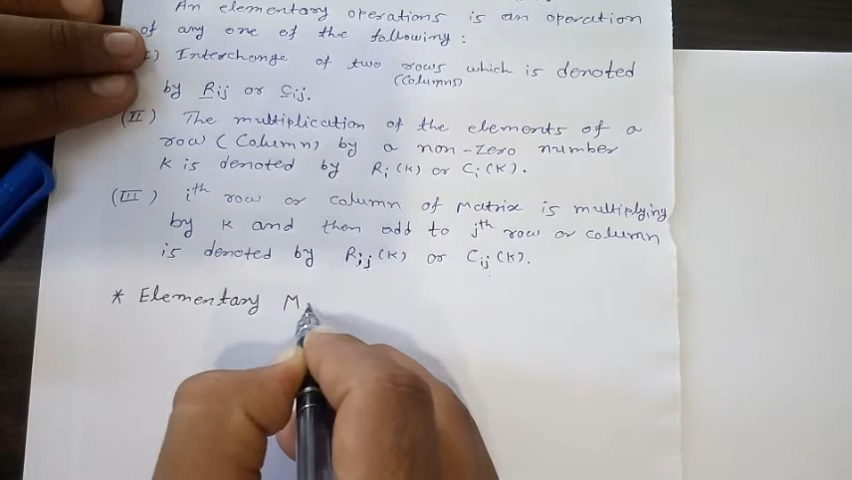 An elementary operations is an operation
of any one of the following :
I) Interchange of two rows which is denoted
(Columns)
by Rij or Cij.
(II) The multiplication of the elements of a
row (Column) by a non-zero number
K is denoted by Ri(K) or Ci(K).
(III) ith row or column of Matrix is multiplying
by K and then add to jth row or column
is denoted by Rij(K) or Cij(K).
* Elementary M